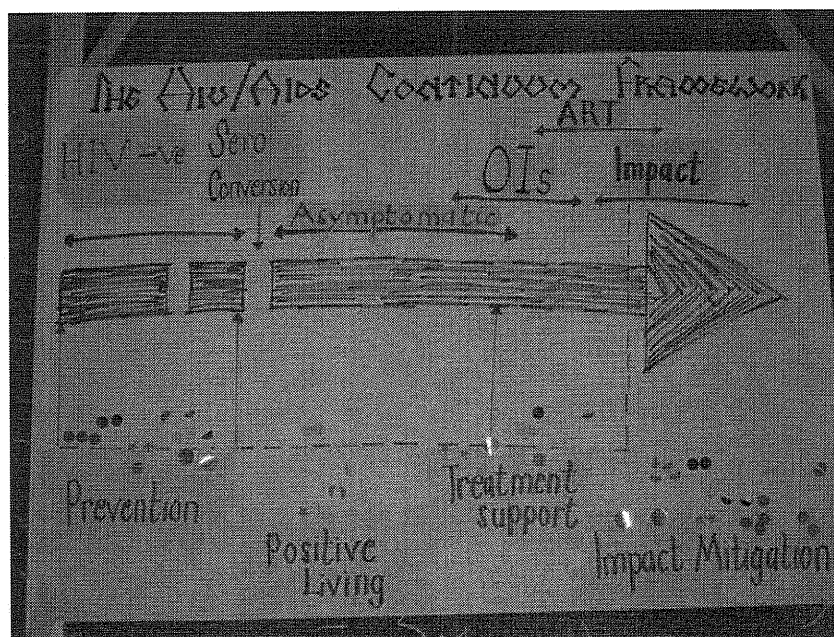 The Hiv/Aids Continuum Framework
ART
HIV -ve Sero Conversion
OIs
Impact
Asymptomatic
Prevention
Positive Living
Treatment support
Impact Mitigation